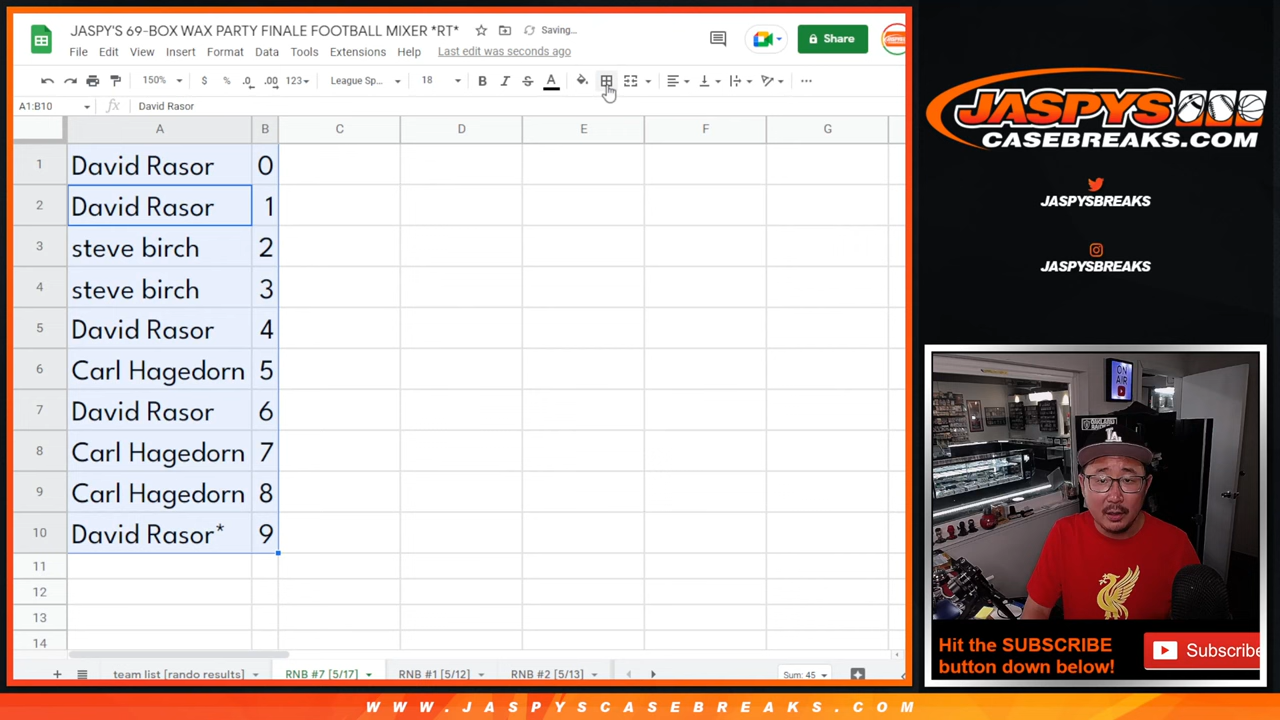 JASPY'S 69-BOX WAX PARTY FINALE FOOTBALL MIXER *RT*
Saving...
File Edit View Insert Format Data Tools Extensions Help Last edit was seconds ago
Share
150% $ % .0 .00 123 League Sp... 18 B I S A
A1:B10 fx David Rasor
A B C D E F G
1 David Rasor 0
2 David Rasor 1
3 steve birch 2
4 steve birch 3
5 David Rasor 4
6 Carl Hagedorn 5
7 David Rasor 6
8 Carl Hagedorn 7
9 Carl Hagedorn 8
10 David Rasor* 9
11
12
13
14
team list [rando results] RNB #7 [5/17] RNB #1 [5/12] RNB #2 [5/13] Sum: 45
JASPYS
CASEBREAKS.COM
JASPYSBREAKS
JASPYSBREAKS
ON
AIR
LA
Hit the SUBSCRIBE
button down below!
Subscribe
WWW.JASPYSCASEBREAKS.COM